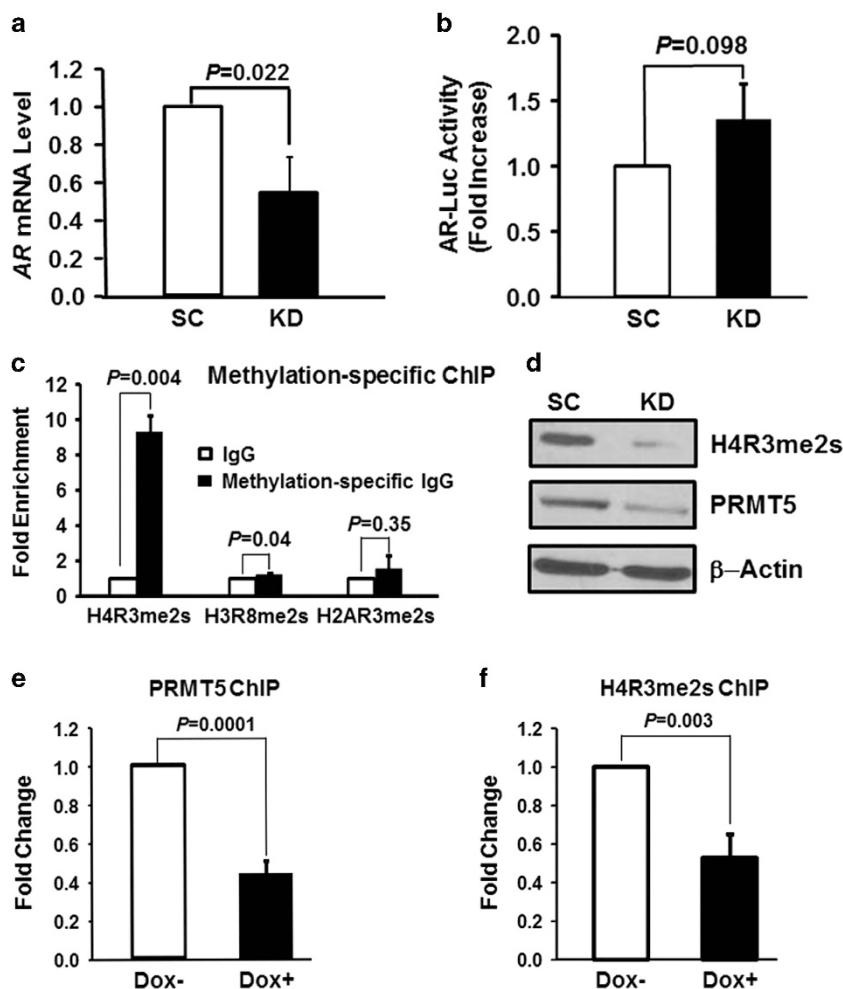 a
AR mRNA Level
1.2
1.0
0.8
0.6
0.4
0.2
0.0
P=0.022
SC KD
b
AR-Luc Activity
(Fold Increase)
2.0
1.5
1.0
0.5
0.0
P=0.098
SC KD
c
Methylation-specific ChIP
Fold Enrichment
12
10
8
6
4
2
0
P=0.004
IgG
Methylation-specific IgG
P=0.04
P=0.35
H4R3me2s H3R8me2s H2AR3me2s
d
SC KD
H4R3me2s
PRMT5
β–Actin
e
PRMT5 ChIP
Fold Change
1.2
1.0
0.8
0.6
0.4
0.2
0.0
P=0.0001
Dox- Dox+
f
H4R3me2s ChIP
Fold Change
1.2
1.0
0.8
0.6
0.4
0.2
0.0
P=0.003
Dox- Dox+